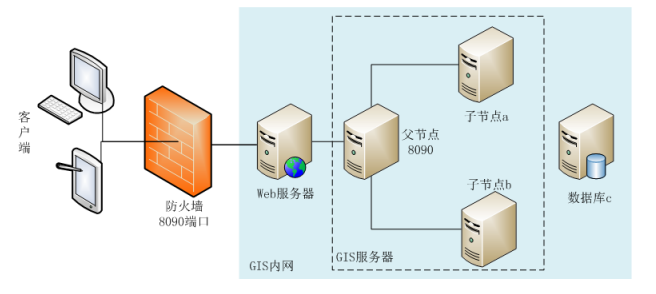 客
户
端
防火墙
8090端口
Web服务器
父节点
8090
子节点a
子节点b
数据库c
GIS服务器
GIS内网